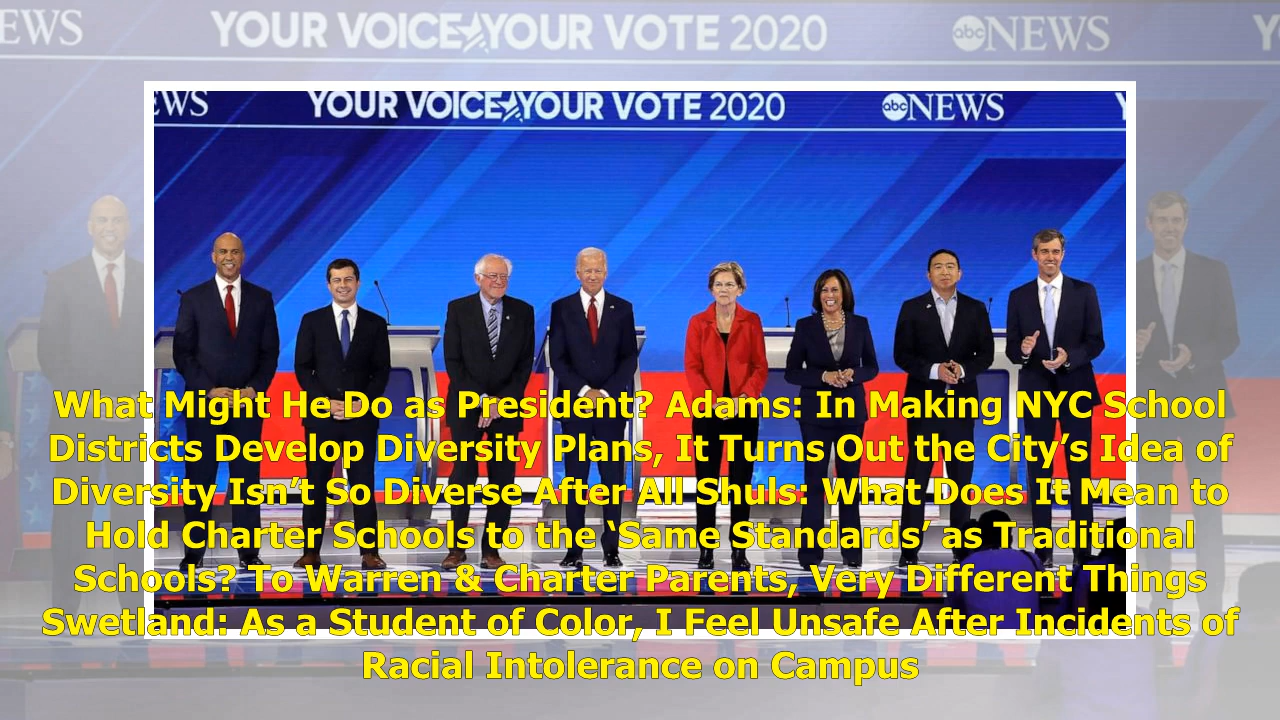 EWS YOUR VOICE YOUR VOTE 2020 abc NEWS Y
EWS YOUR VOICE YOUR VOTE 2020 abc NEWS
What Might He Do as President? Adams: In Making NYC School
Districts Develop Diversity Plans, It Turns Out the City’s Idea of
Diversity Isn’t So Diverse After All Shuls: What Does It Mean to
Hold Charter Schools to the ‘Same Standards’ as Traditional
Schools? To Warren & Charter Parents, Very Different Things
Swetland: As a Student of Color, I Feel Unsafe After Incidents of
Racial Intolerance on Campus